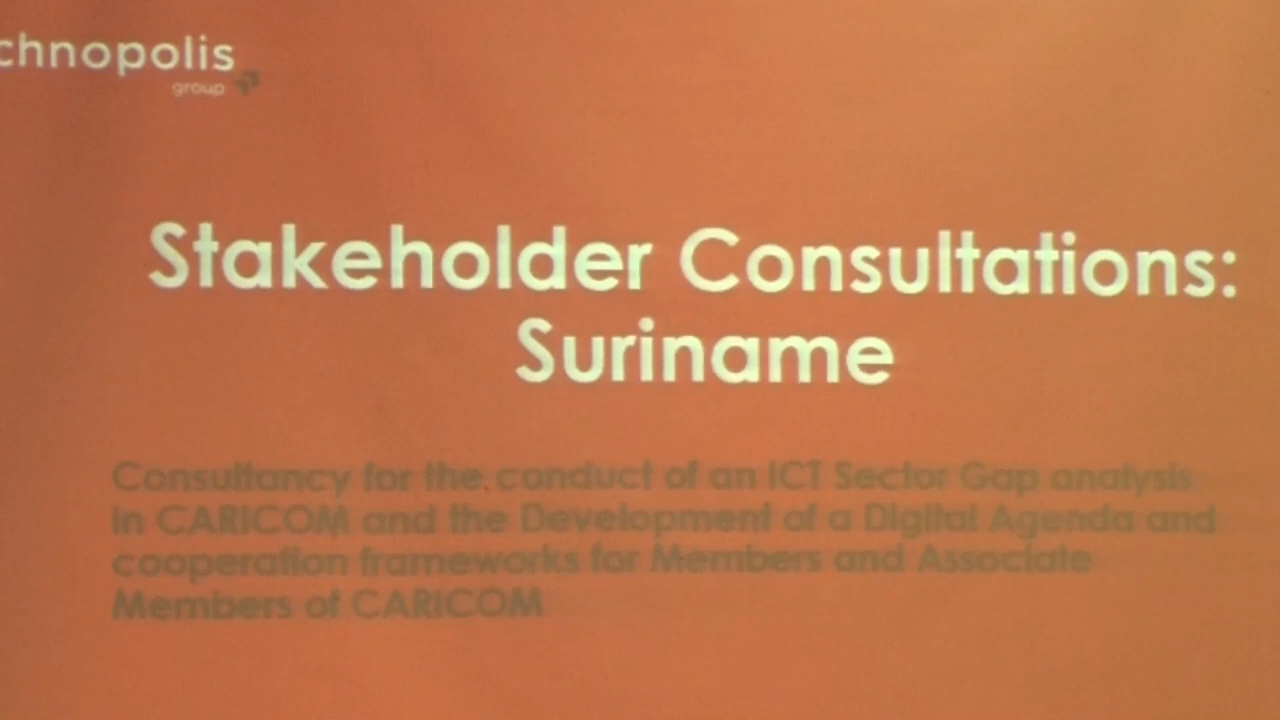 chnopolis
group
Stakeholder Consultations:
Suriname
Consultancy for the conduct of an ICT Sector Gap analysis
in CARICOM and the Development of a Digital Agenda and
cooperation frameworks for Members and Associate
Members of CARICOM